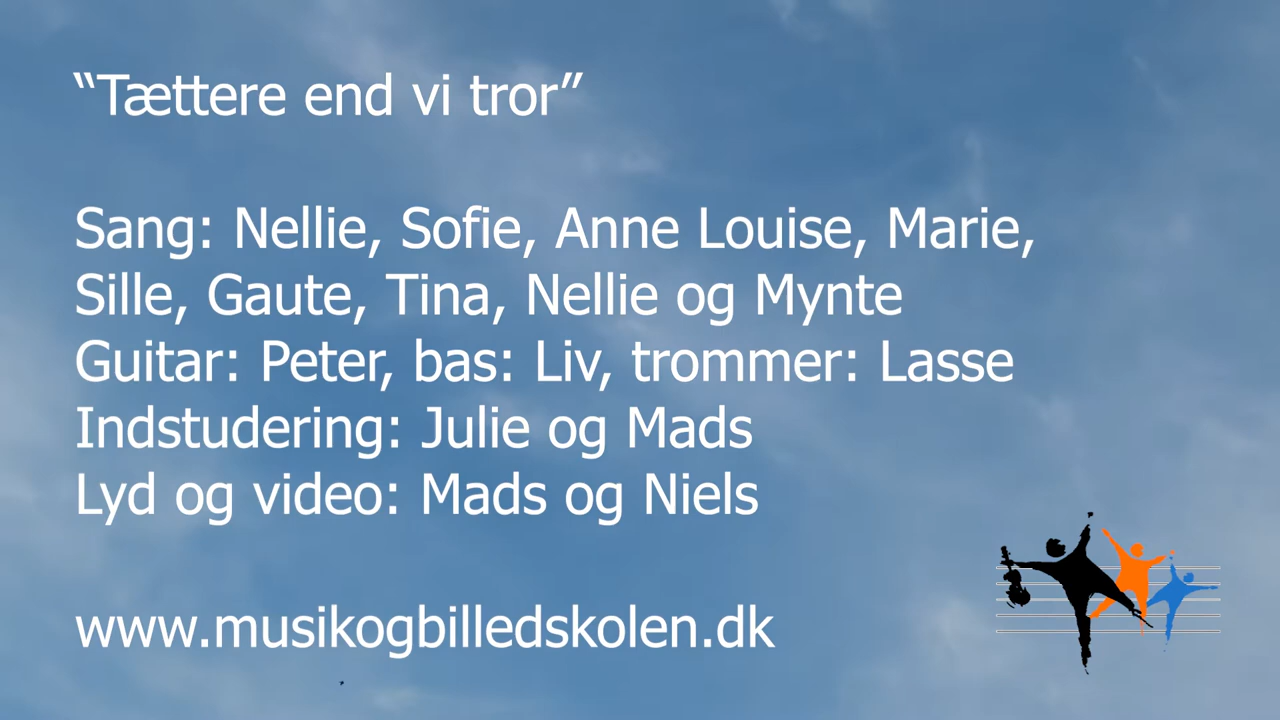 “Tættere end vi tror”
Sang: Nellie, Sofie, Anne Louise, Marie,
Sille, Gaute, Tina, Nellie og Mynte
Guitar: Peter, bas: Liv, trommer: Lasse
Indstudering: Julie og Mads
Lyd og video: Mads og Niels
www.musikogbilledskolen.dk